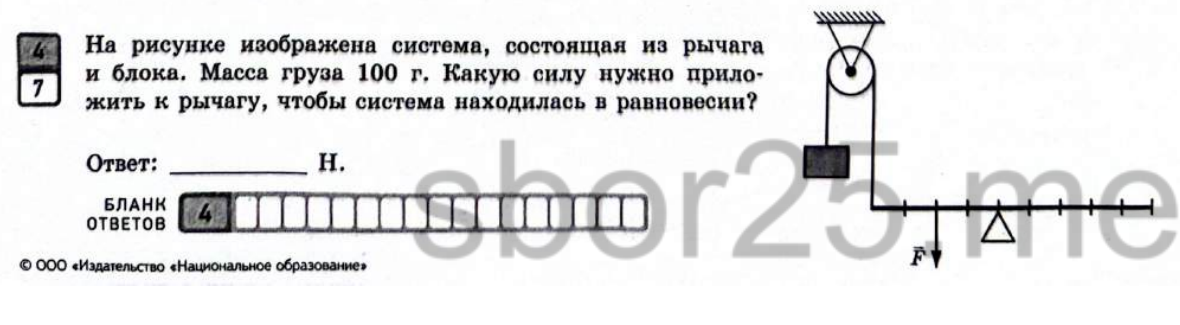 4
7
На рисунке изображена система, состоящая из рычага
и блока. Масса груза 100 г. Какую силу нужно прило-
жить к рычагу, чтобы система находилась в равновесии?
Ответ: ____________ Н.
БЛАНК
ОТВЕТОВ
4
© ООО «Издательство «Национальное образование»
F
sbor25.me